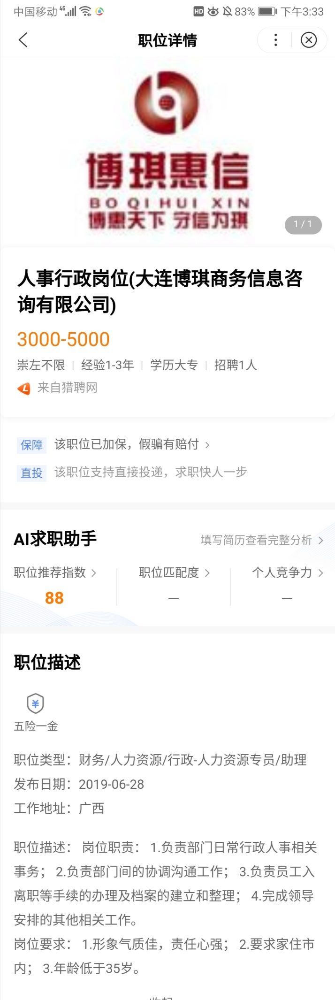 中国移动 4G HD 83% 下午3:33
职位详情
博琪惠信
BO QI HUI XIN
博惠天下 守信为琪
1/1
人事行政岗位(大连博琪商务信息咨
询有限公司)
3000-5000
崇左不限 | 经验1-3年 | 学历大专 | 招聘1人
来自猎聘网
保障 该职位已加保，假骗有赔付
直投 该职位支持直接投递，求职快人一步
AI求职助手 填写简历查看完整分析
职位推荐指数 职位匹配度 个人竞争力
88 — —
职位描述
五险一金
职位类型：财务/人力资源/行政-人力资源专员/助理
发布日期：2019-06-28
工作地址：广西
职位描述： 岗位职责： 1.负责部门日常行政人事相关
事务； 2.负责部门间的协调沟通工作； 3.负责员工入
离职等手续的办理及档案的建立和整理； 4.完成领导
安排的其他相关工作。
岗位要求： 1.形象气质佳，责任心强； 2.要求家住市
内； 3.年龄低于35岁。